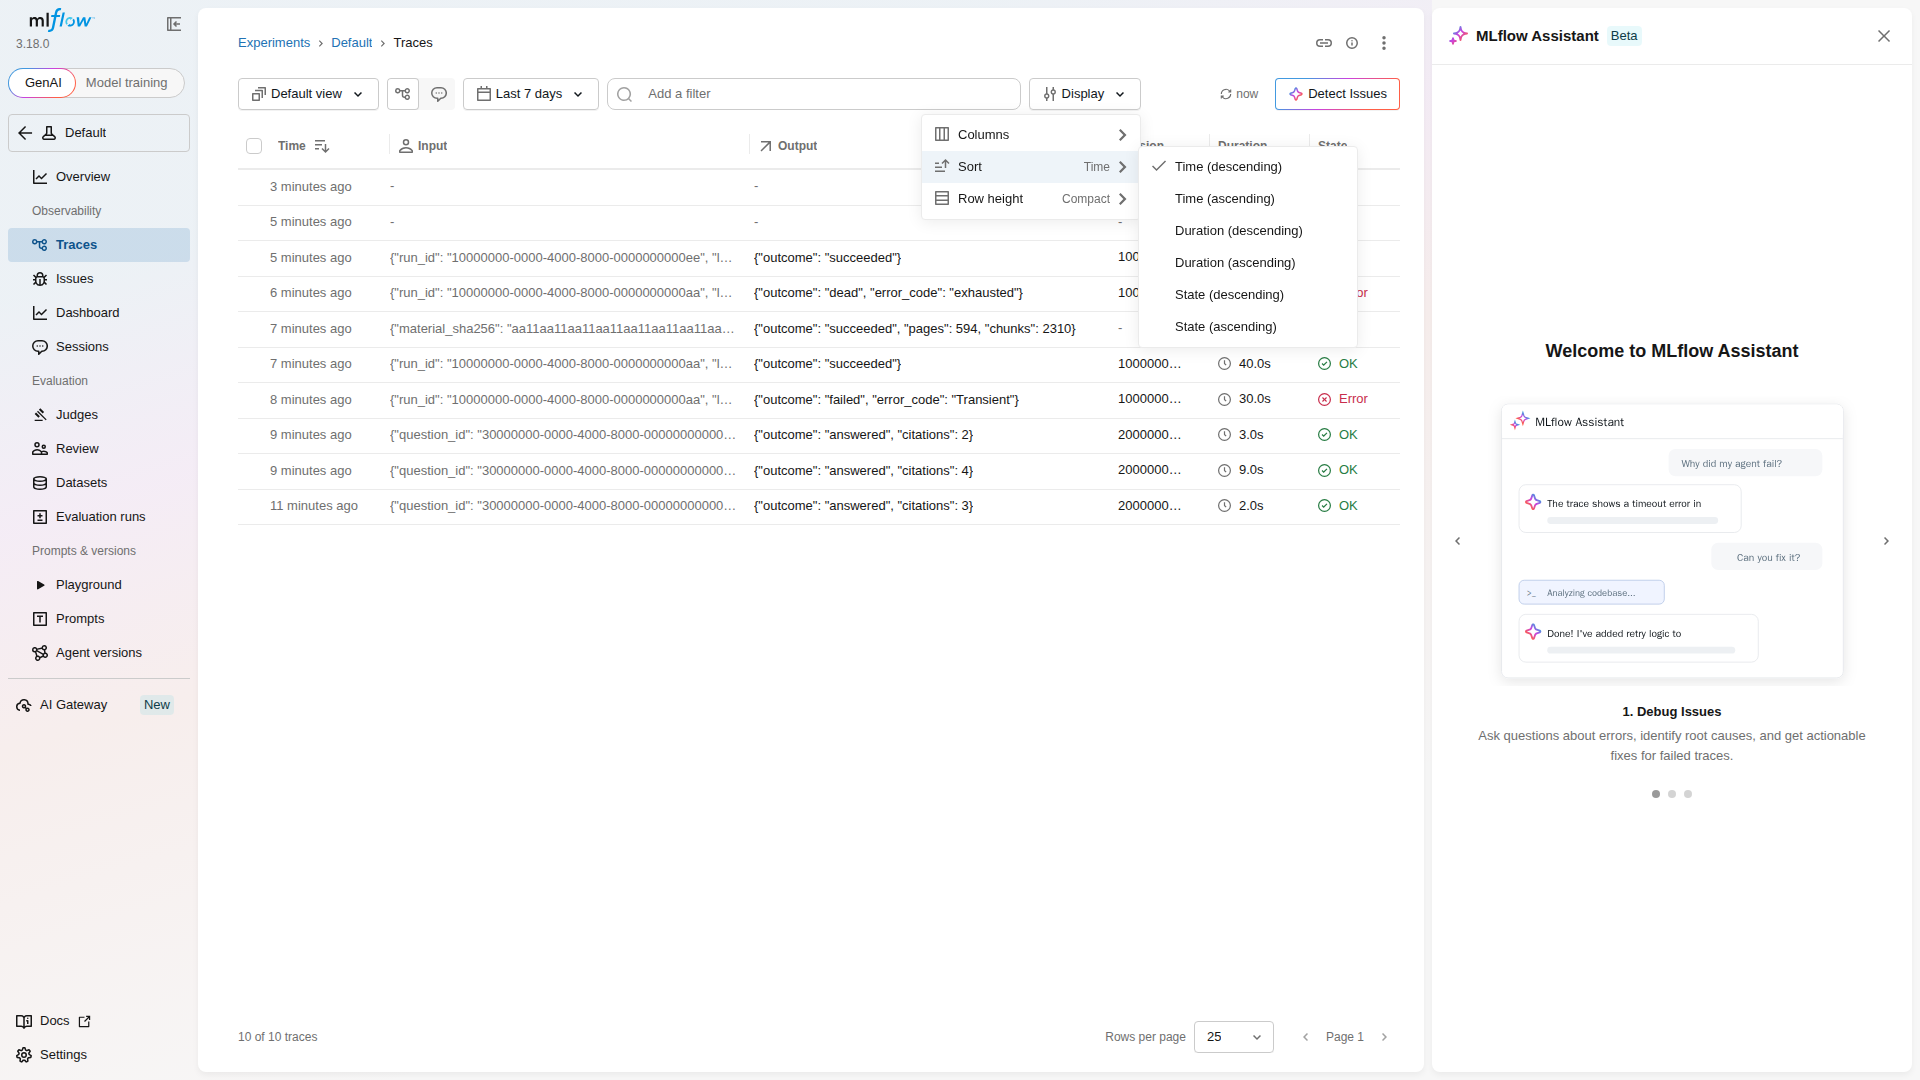 mlflow
3.18.0
GenAI
Model training
Default
Overview
Observability
Traces
Issues
Dashboard
Sessions
Evaluation
Judges
Review
Datasets
Evaluation runs
Prompts & versions
Playground
Prompts
Agent versions
AI Gateway
New
Docs
Settings
Experiments › Default › Traces
Default view
Last 7 days
Add a filter
Display
now
Detect Issues
Time
Input
Output
Columns
Sort
Time
Row height
Compact
Time (descending)
Time (ascending)
Duration (descending)
Duration (ascending)
State (descending)
State (ascending)
3 minutes ago - -
5 minutes ago - - -
5 minutes ago {"run_id": "10000000-0000-4000-8000-0000000000ee", "l… {"outcome": "succeeded"} 100
6 minutes ago {"run_id": "10000000-0000-4000-8000-0000000000aa", "l… {"outcome": "dead", "error_code": "exhausted"} 100 or
7 minutes ago {"material_sha256": "aa11aa11aa11aa11aa11aa11aa11aa… {"outcome": "succeeded", "pages": 594, "chunks": 2310} -
7 minutes ago {"run_id": "10000000-0000-4000-8000-0000000000aa", "l… {"outcome": "succeeded"} 1000000… 40.0s OK
8 minutes ago {"run_id": "10000000-0000-4000-8000-0000000000aa", "l… {"outcome": "failed", "error_code": "Transient"} 1000000… 30.0s Error
9 minutes ago {"question_id": "30000000-0000-4000-8000-00000000000… {"outcome": "answered", "citations": 2} 2000000… 3.0s OK
9 minutes ago {"question_id": "30000000-0000-4000-8000-00000000000… {"outcome": "answered", "citations": 4} 2000000… 9.0s OK
11 minutes ago {"question_id": "30000000-0000-4000-8000-00000000000… {"outcome": "answered", "citations": 3} 2000000… 2.0s OK
10 of 10 traces
Rows per page
25
Page 1
MLflow Assistant
Beta
Welcome to MLflow Assistant
MLflow Assistant
Why did my agent fail?
The trace shows a timeout error in
Can you fix it?
>_ Analyzing codebase...
Done! I've added retry logic to
1. Debug Issues
Ask questions about errors, identify root causes, and get actionable
fixes for failed traces.